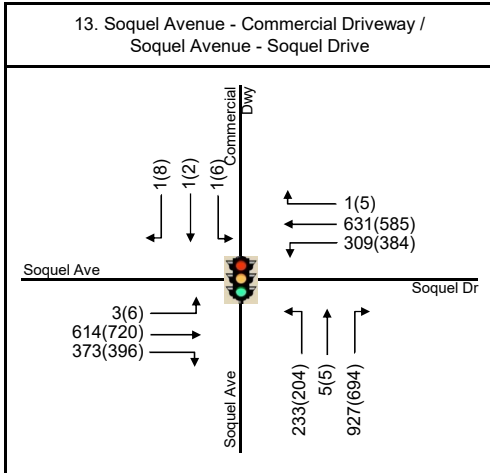 13. Soquel Avenue - Commercial Driveway /
Soquel Avenue - Soquel Drive
Commercial
Dwy
1(8)
1(2)
1(6)
1(5)
631(585)
309(384)
Soquel Ave
Soquel Dr
3(6)
614(720)
373(396)
Soquel Ave
233(204)
5(5)
927(694)